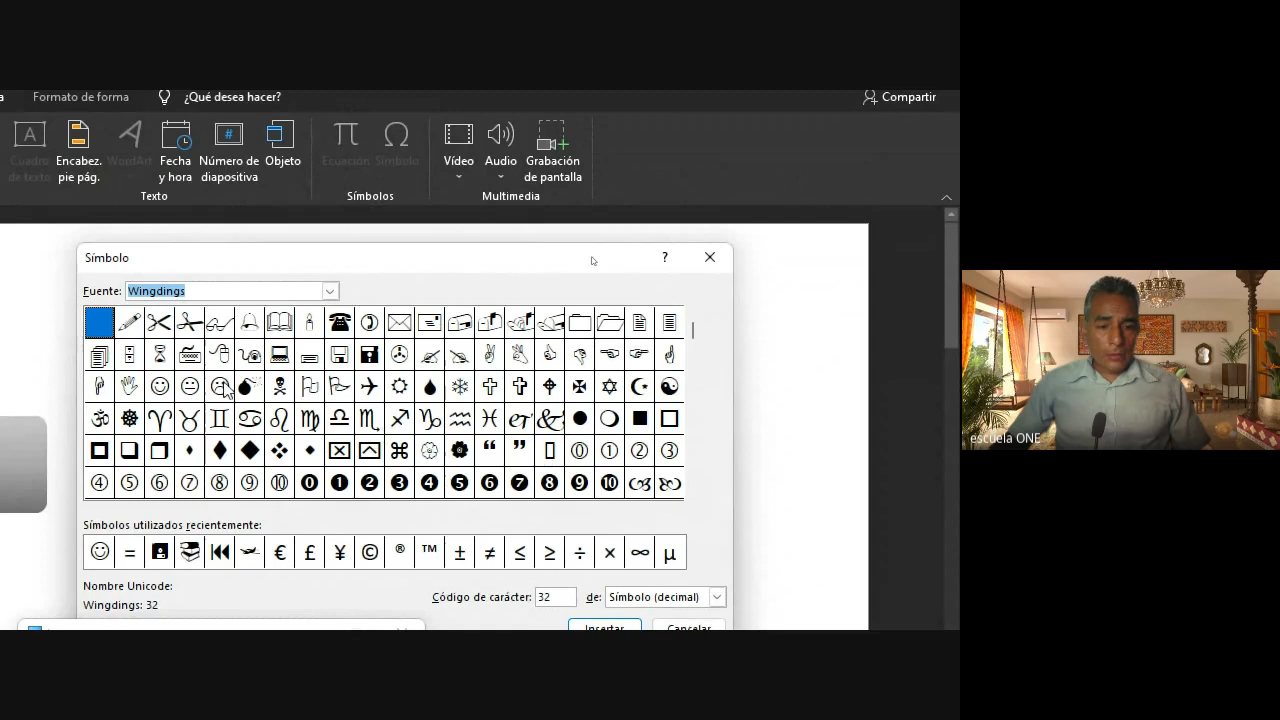 a
Formato de forma
¿Qué desea hacer?
Compartir
Cuadro de texto
Encabez. pie pág.
WordArt
Fecha y hora
Número de diapositiva
Objeto
Ecuación
Símbolo
Vídeo
Audio
Grabación de pantalla
Texto
Símbolos
Multimedia
Símbolo
?
Fuente: Wingdings
Símbolos utilizados recientemente:
= € £ ¥ © ® ™ ± ≠ ≤ ≥ ÷ × ∞ µ
Nombre Unicode:
Wingdings: 32
Código de carácter: 32 de: Símbolo (decimal)
Insertar
Cancelar
escuela ONE